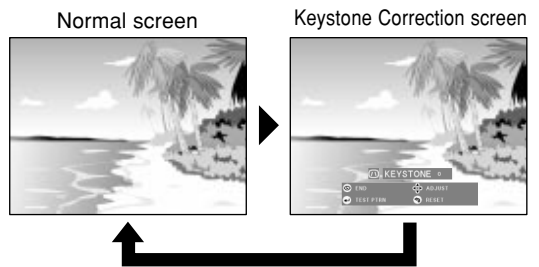 Normal screen
Keystone Correction screen
KEYSTONE 0
END ADJUST
TEST PTRN RESET